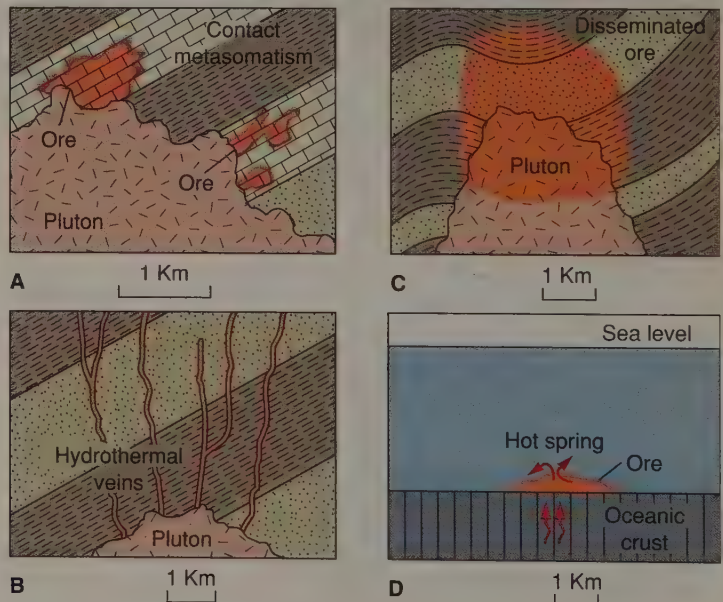 Contact
metasomatism
Ore
Ore
Pluton
A
1 Km
Disseminated
ore
Pluton
C
1 Km
Hydrothermal
veins
Pluton
B
1 Km
Sea level
Hot spring
Ore
Oceanic
crust
D
1 Km